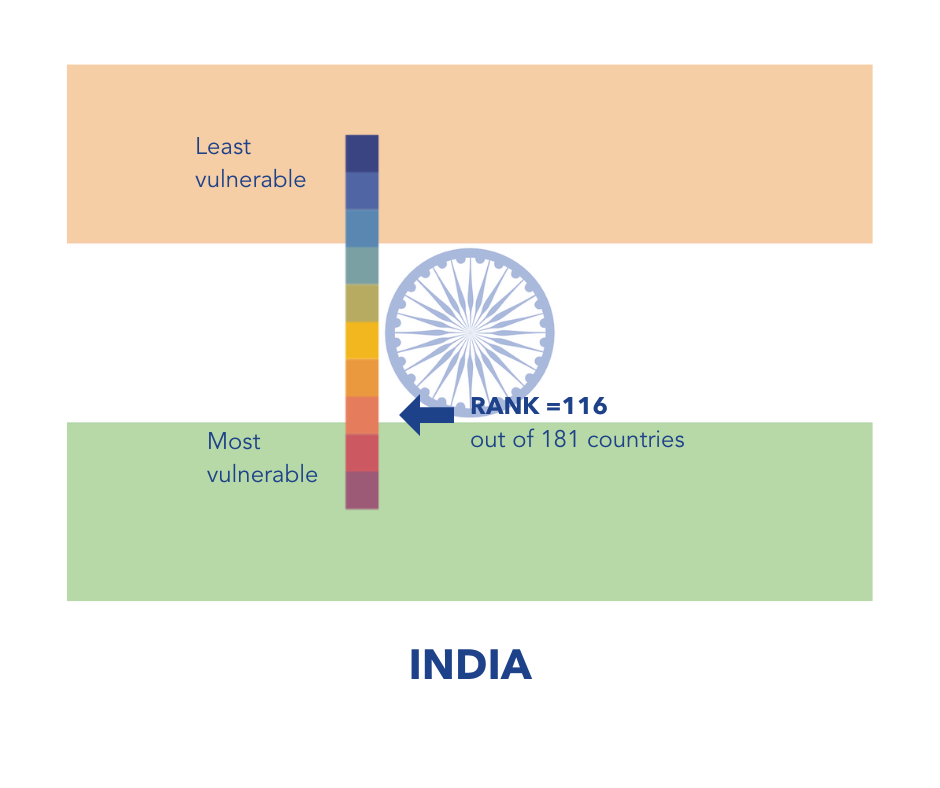 Least
vulnerable
RANK =116
out of 181 countries
Most
vulnerable
INDIA